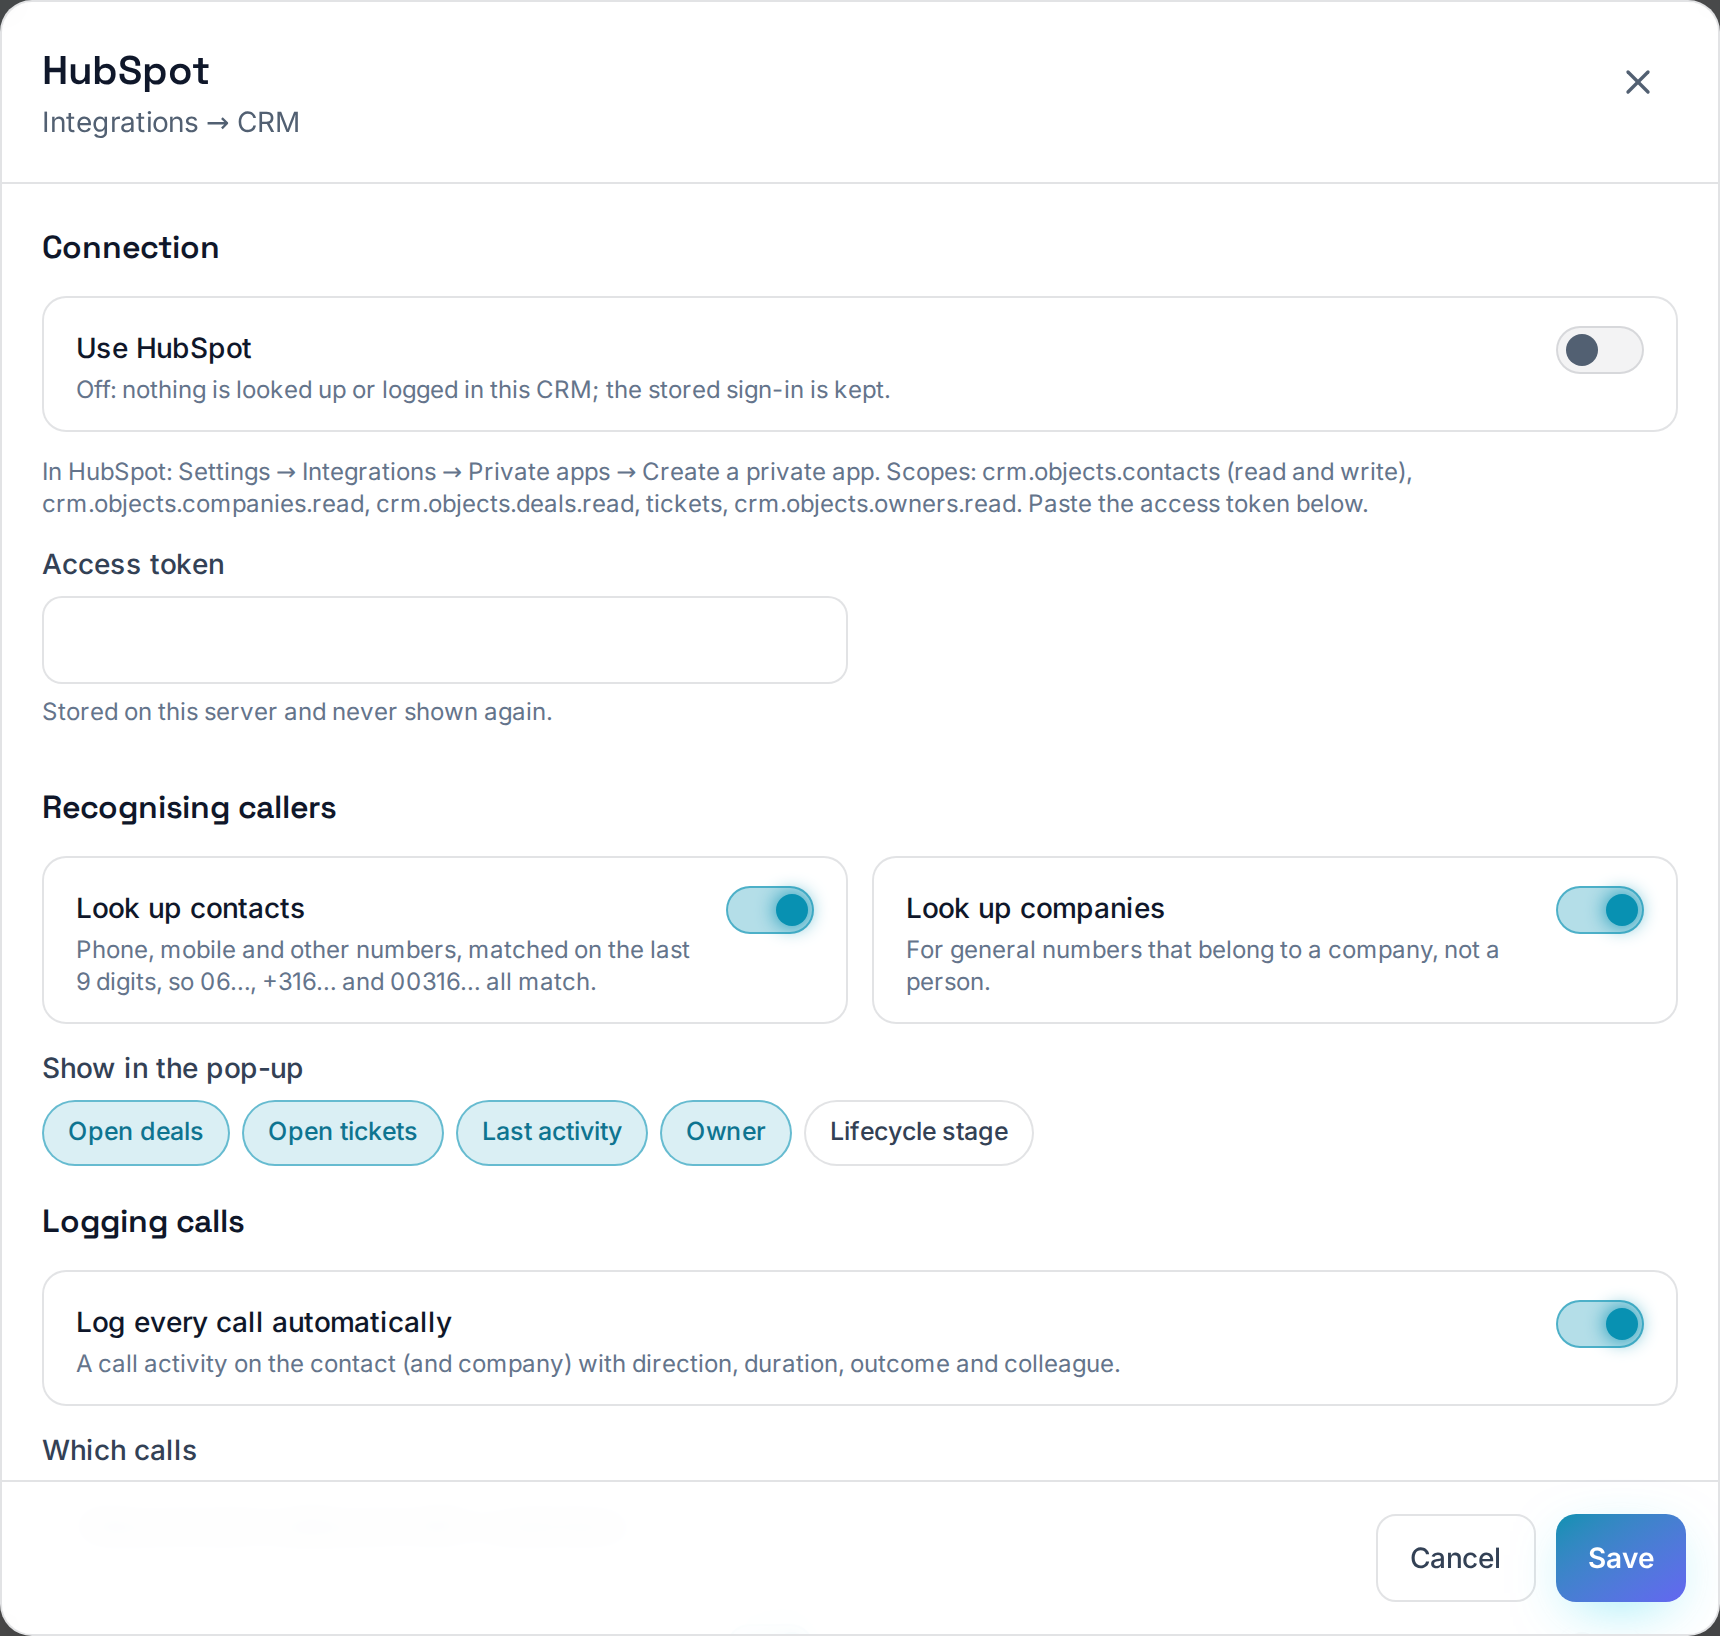 HubSpot
Integrations → CRM
Connection
Use HubSpot
Off: nothing is looked up or logged in this CRM; the stored sign-in is kept.
In HubSpot: Settings → Integrations → Private apps → Create a private app. Scopes: crm.objects.contacts (read and write),
crm.objects.companies.read, crm.objects.deals.read, tickets, crm.objects.owners.read. Paste the access token below.
Access token
Stored on this server and never shown again.
Recognising callers
Look up contacts
Phone, mobile and other numbers, matched on the last
9 digits, so 06…, +316… and 00316… all match.
Look up companies
For general numbers that belong to a company, not a
person.
Show in the pop-up
Open deals
Open tickets
Last activity
Owner
Lifecycle stage
Logging calls
Log every call automatically
A call activity on the contact (and company) with direction, duration, outcome and colleague.
Which calls
Cancel
Save